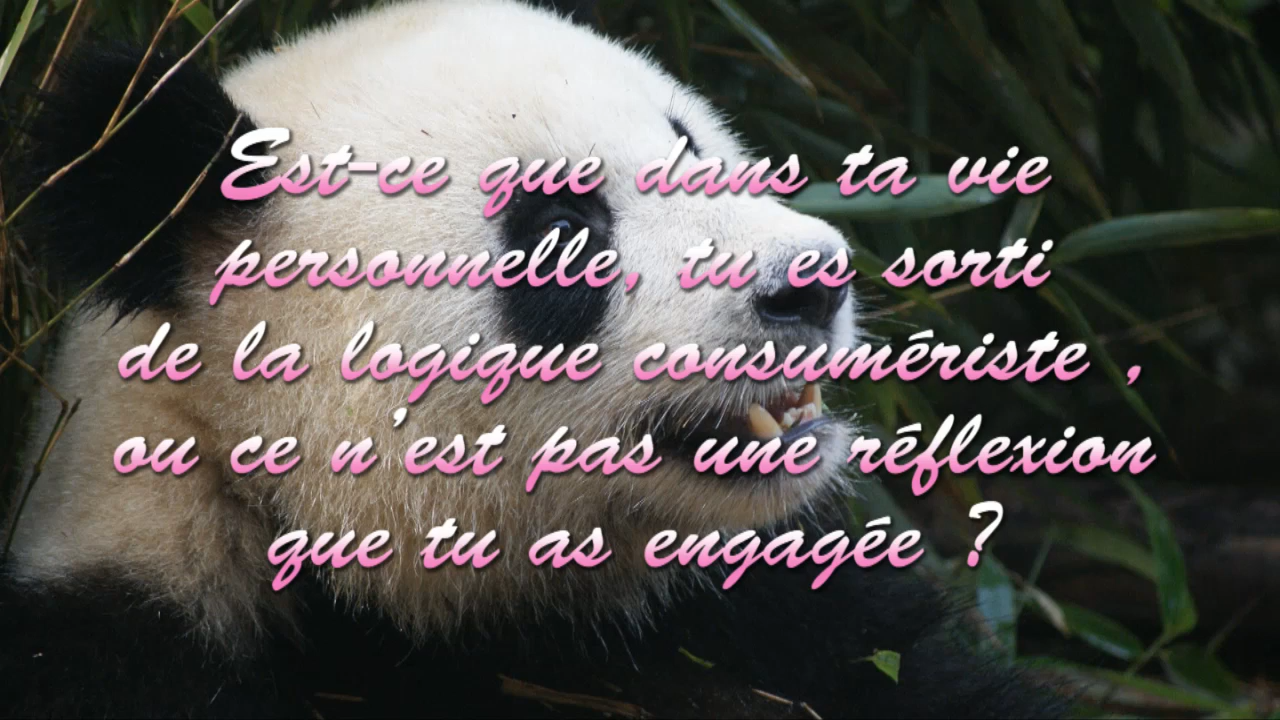 Est-ce que dans ta vie
personnelle, tu es sorti
de la logique consumériste ,
ou ce n'est pas une réflexion
que tu as engagée ?